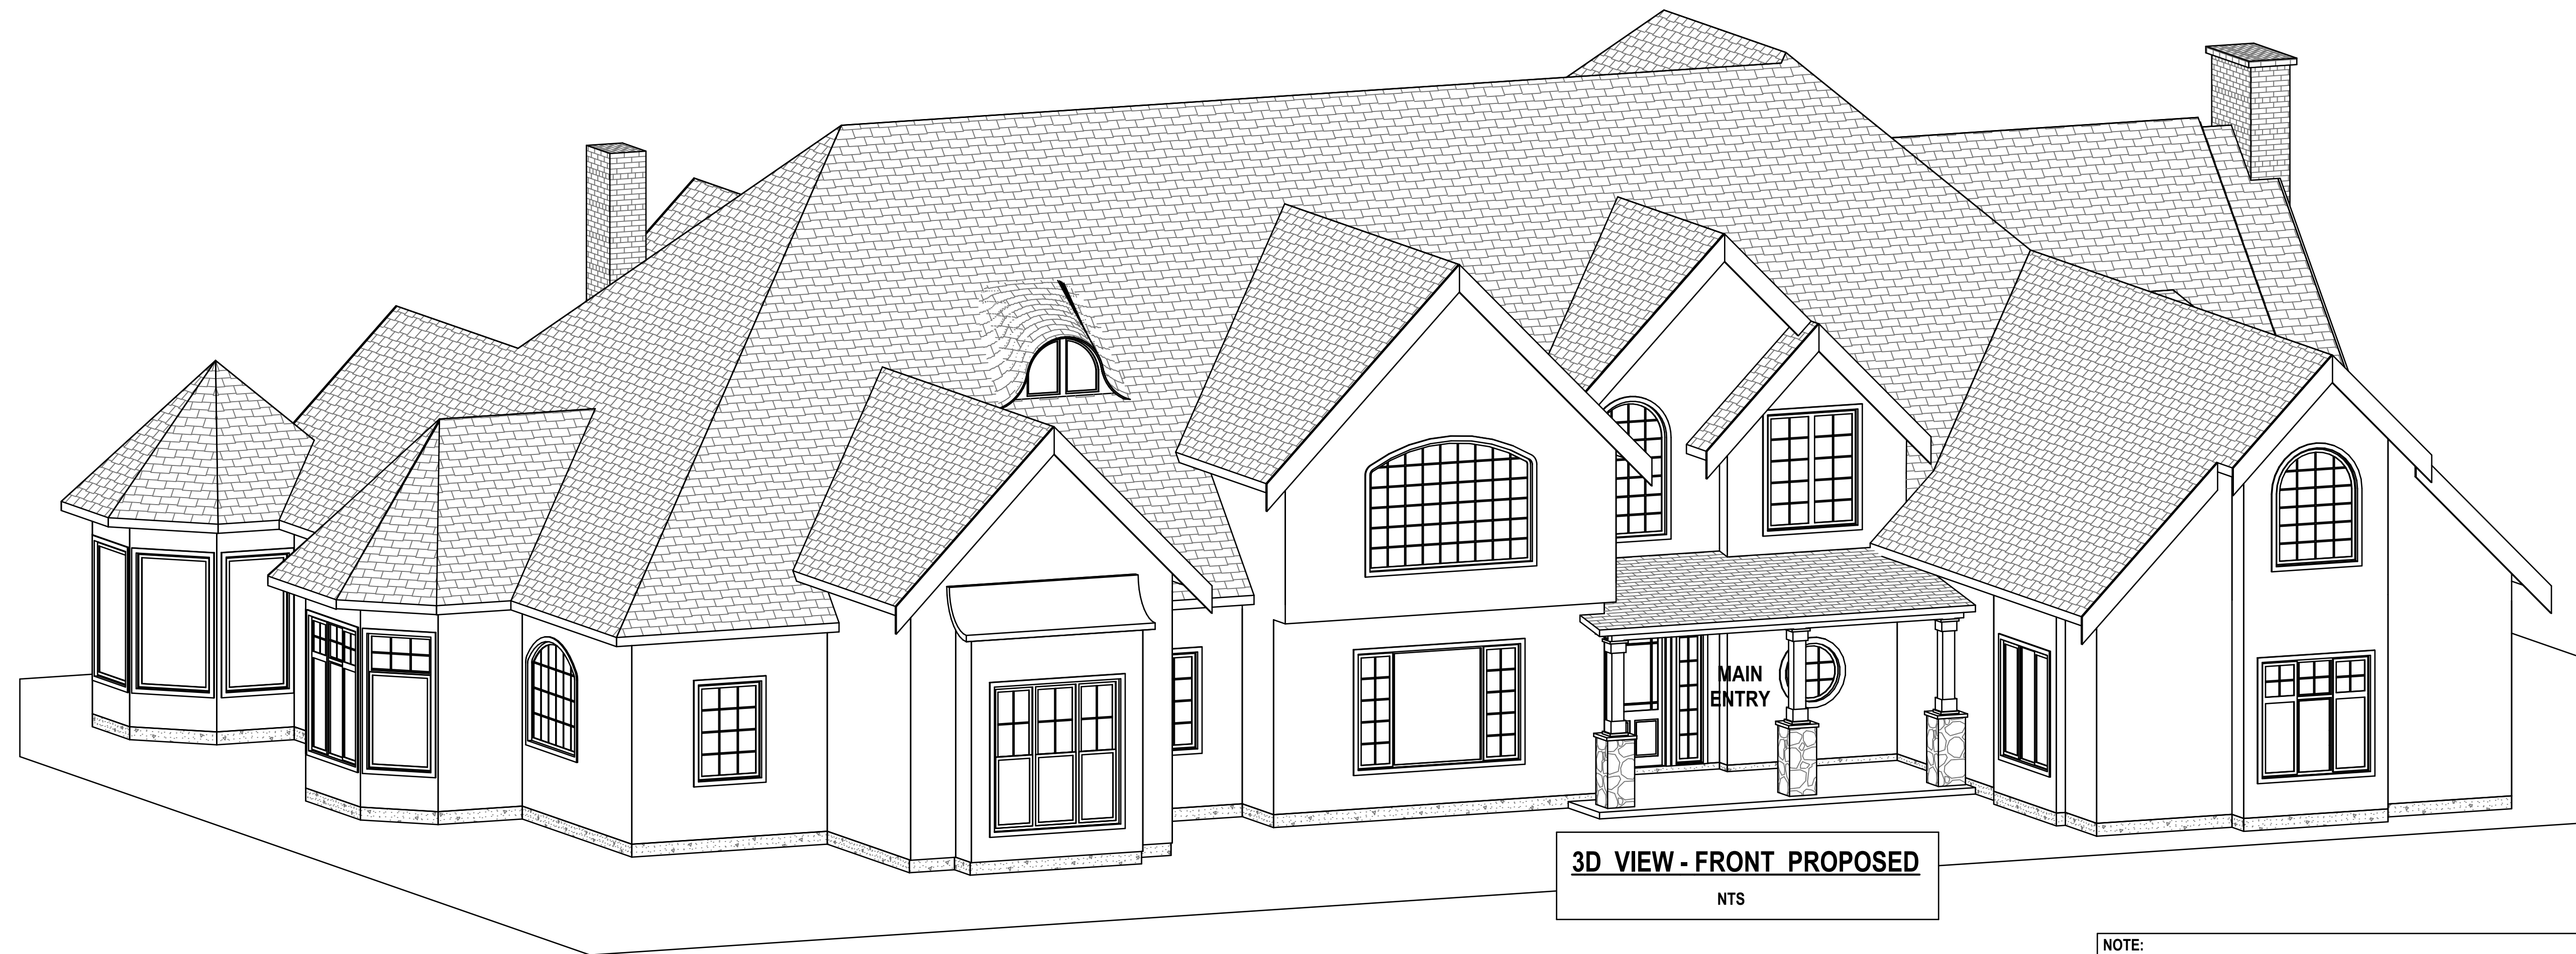 MAIN
ENTRY
3D VIEW - FRONT PROPOSED
NTS
NOTE: